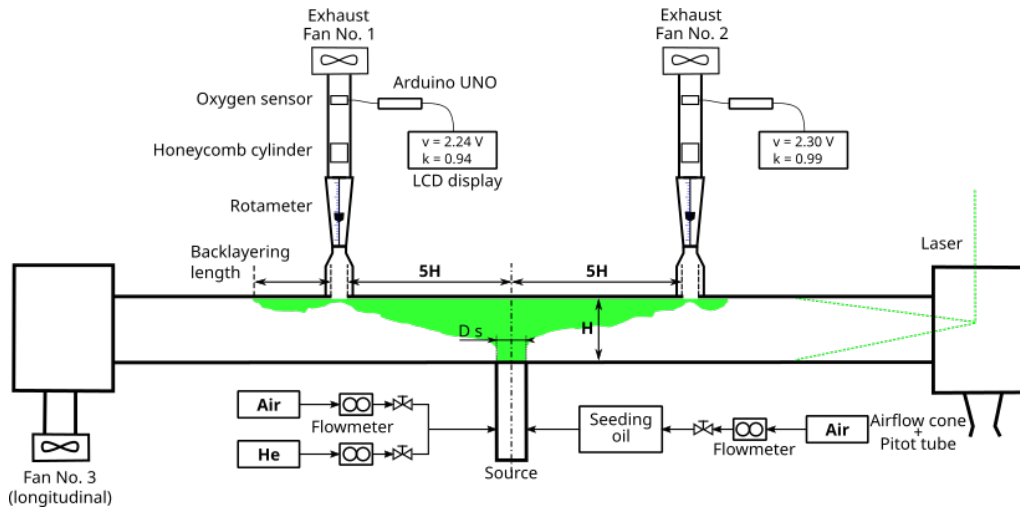 Exhaust
Fan No. 1
Exhaust
Fan No. 2
Arduino UNO
Oxygen sensor
v = 2.24 V
k = 0.94
v = 2.30 V
k = 0.99
Honeycomb cylinder
LCD display
Rotameter
Backlayering
length
5H
5H
Laser
D s
H
Air
Flowmeter
He
Source
Seeding
oil
Flowmeter
Air
Airflow cone
+
Pitot tube
Fan No. 3
(longitudinal)